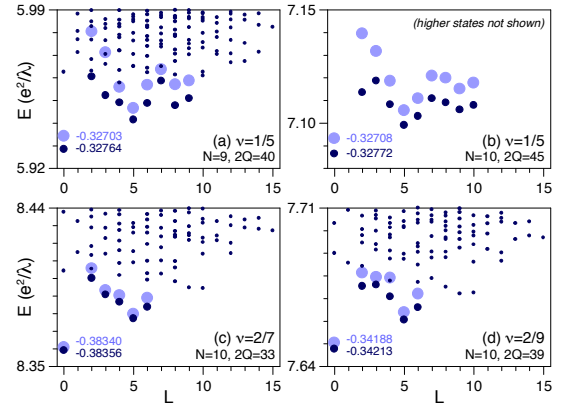 5.99
E (e²/λ)
5.92
-0.32703
-0.32764
(a) ν=1/5
N=9, 2Q=40
0 5 10 15
7.15
(higher states not shown)
7.10
-0.32708
-0.32772
(b) ν=1/5
N=10, 2Q=45
0 5 10 15
8.44
E (e²/λ)
8.35
-0.38340
-0.38356
(c) ν=2/7
N=10, 2Q=33
0 5 10 15
L
7.71
7.64
-0.34188
-0.34213
(d) ν=2/9
N=10, 2Q=39
0 5 10 15
L